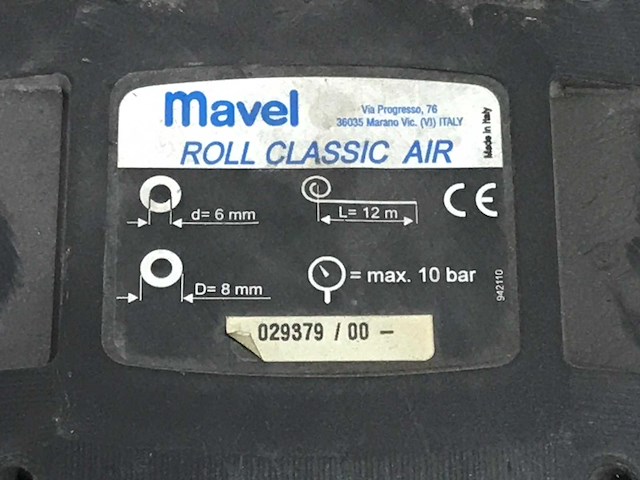 mavel
Via Progresso, 76
36035 Marano Vic. (VI) ITALY
Made in Italy
ROLL CLASSIC AIR
d= 6 mm
L= 12 m
CE
D= 8 mm
= max. 10 bar
942110
029379 / 00 -